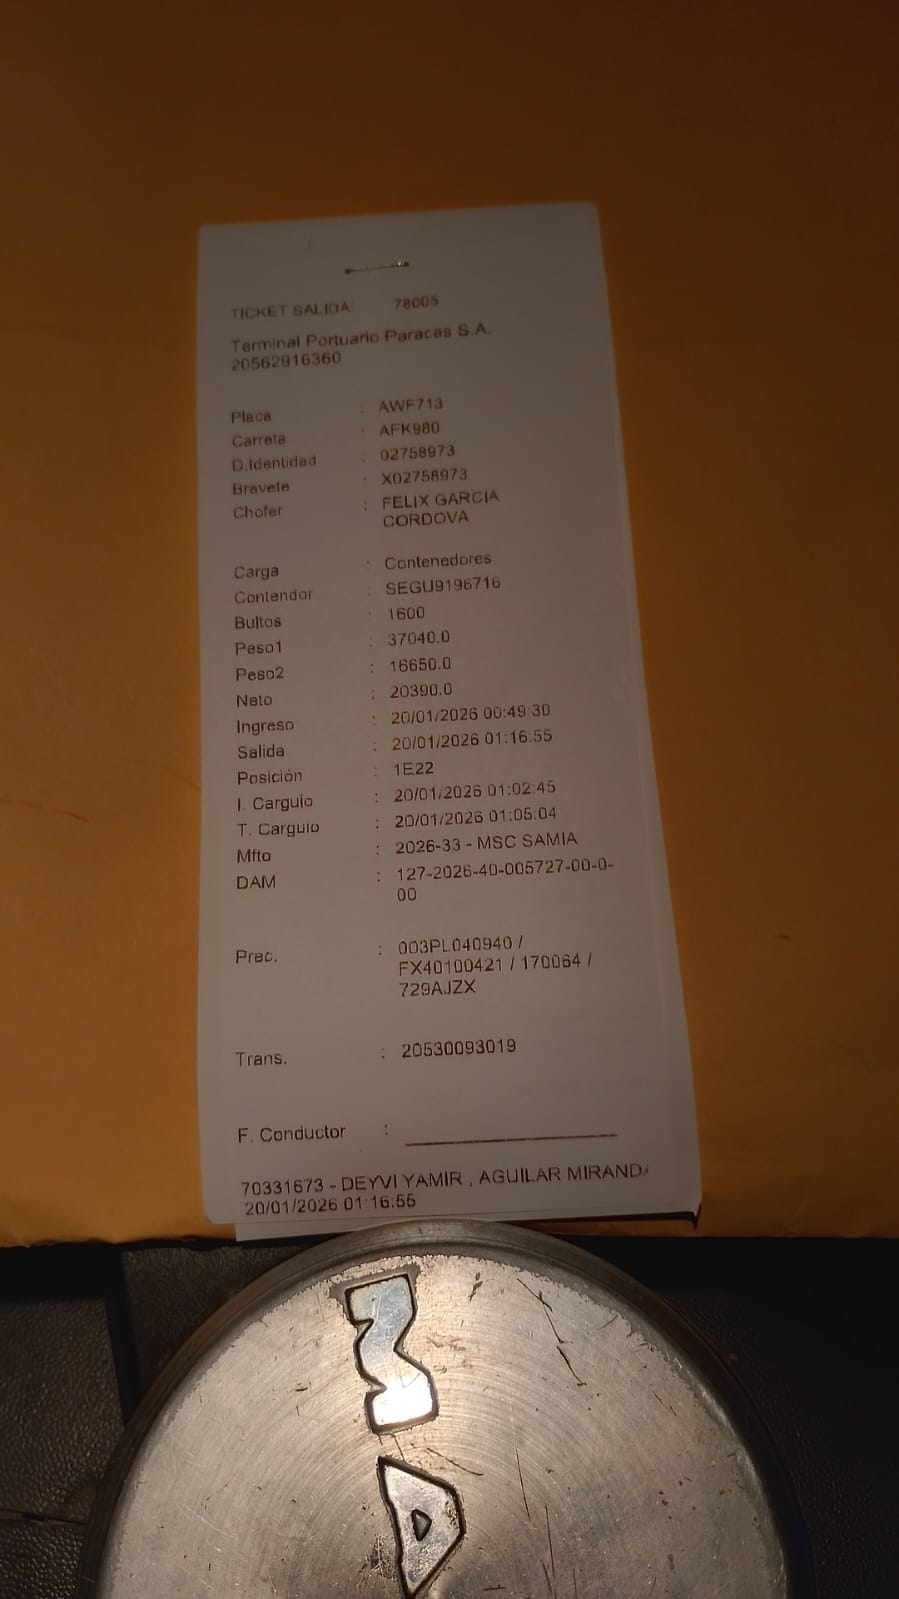 TICKET SALIDA: 78005
Terminal Portuario Paracas S.A.
20562916360
Placa : AWF713
Carreta : AFK980
D.Identidad : 02758973
Brevete : X02758973
Chofer : FELIX GARCIA
CORDOVA
Carga : Contenedores
Contendor : SEGU9196716
Bultos : 1600
Peso1 : 37040.0
Peso2 : 16650.0
Neto : 20390.0
Ingreso : 20/01/2026 00:49:30
Salida : 20/01/2026 01:16:55
Posición : 1E22
I. Carguio : 20/01/2026 01:02:45
T. Carguio : 20/01/2026 01:05:04
Mfto : 2026-33 - MSC SAMIA
DAM : 127-2026-40-005727-00-0-
00
Prec. : 003PL040940 /
FX40100421 / 170064 /
729AJZX
Trans. : 20530093019
F. Conductor :
70331673 - DEYVI YAMIR , AGUILAR MIRANDA
20/01/2026 01:16:55